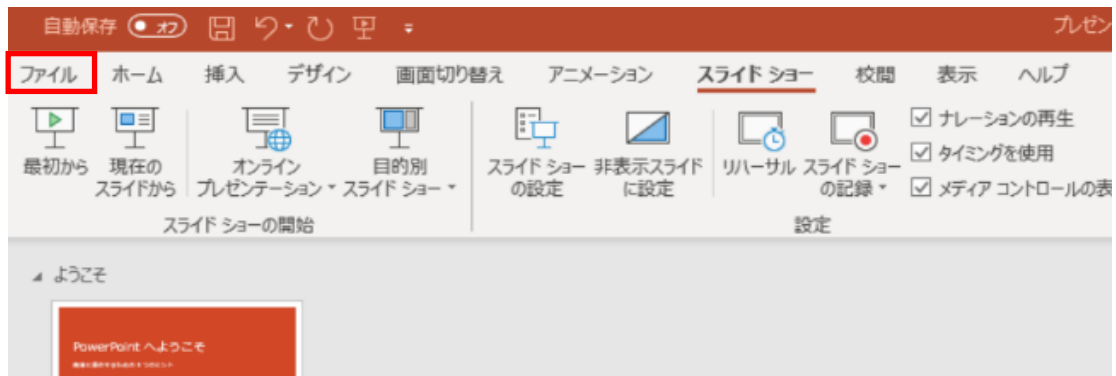 自動保存 オフ プレゼン
ファイル ホーム 挿入 デザイン 画面切り替え アニメーション スライド ショー 校閲 表示 ヘルプ
最初から 現在の オンライン 目的別 スライド ショー 非表示スライド リハーサル スライド ショー
スライドから プレゼンテーション スライド ショー の設定 に設定 の記録
ナレーションの再生
タイミングを使用
メディア コントロールの表
スライド ショーの開始 設定
ようこそ
PowerPoint へようこそ